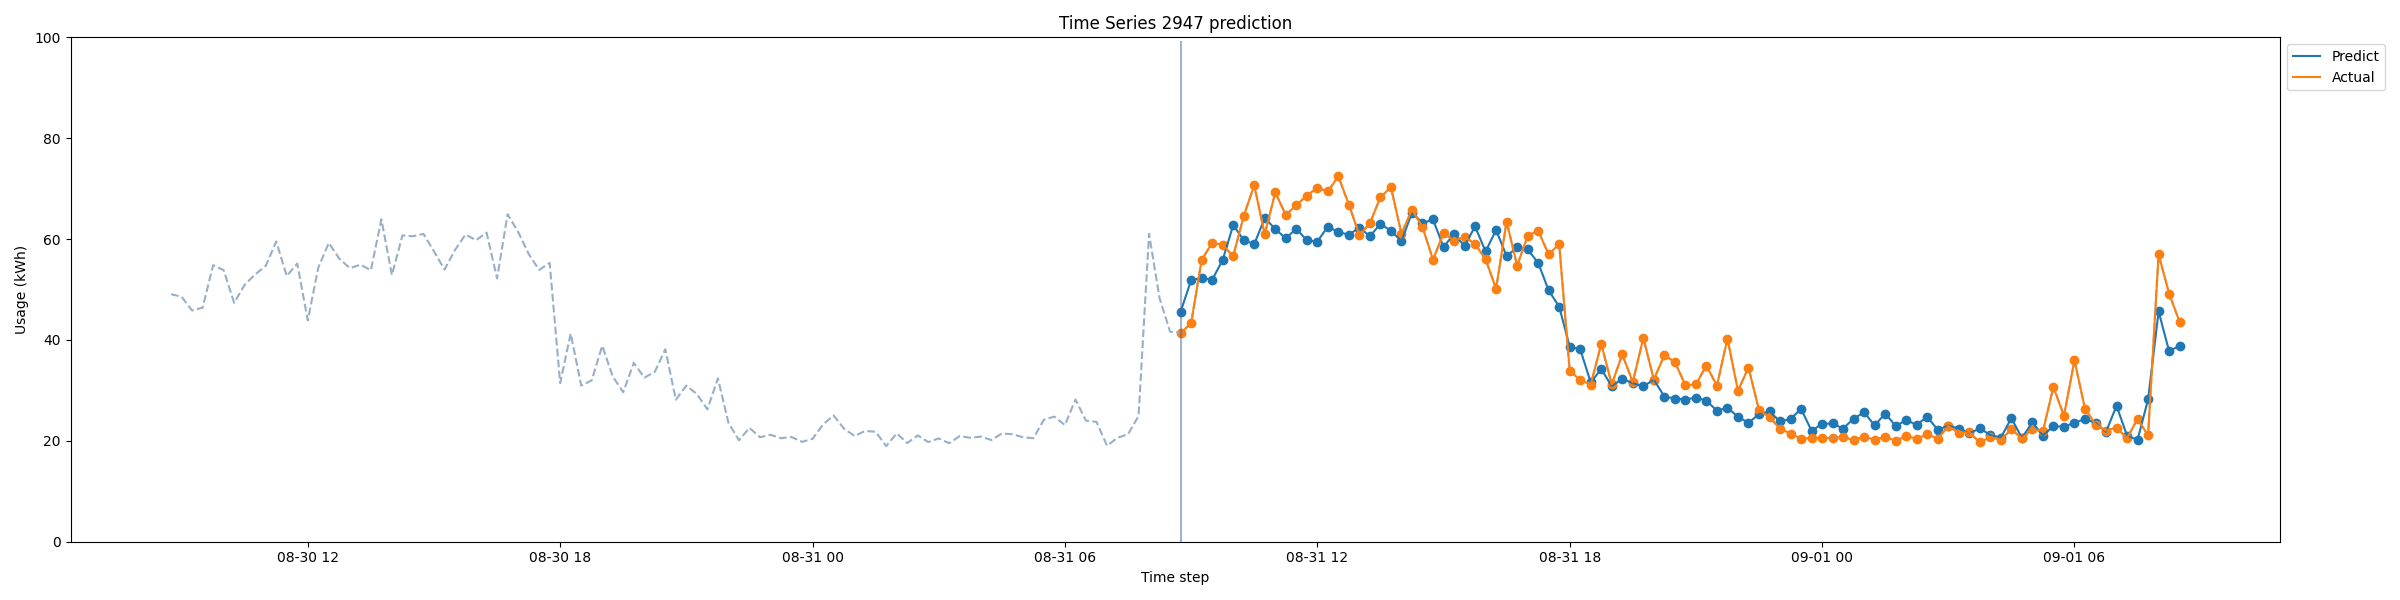 Time Series 2947 prediction
Predict
Actual
Usage (kWh)
100
80
60
40
20
0
08-30 12
08-30 18
08-31 00
08-31 06
08-31 12
08-31 18
09-01 00
09-01 06
Time step